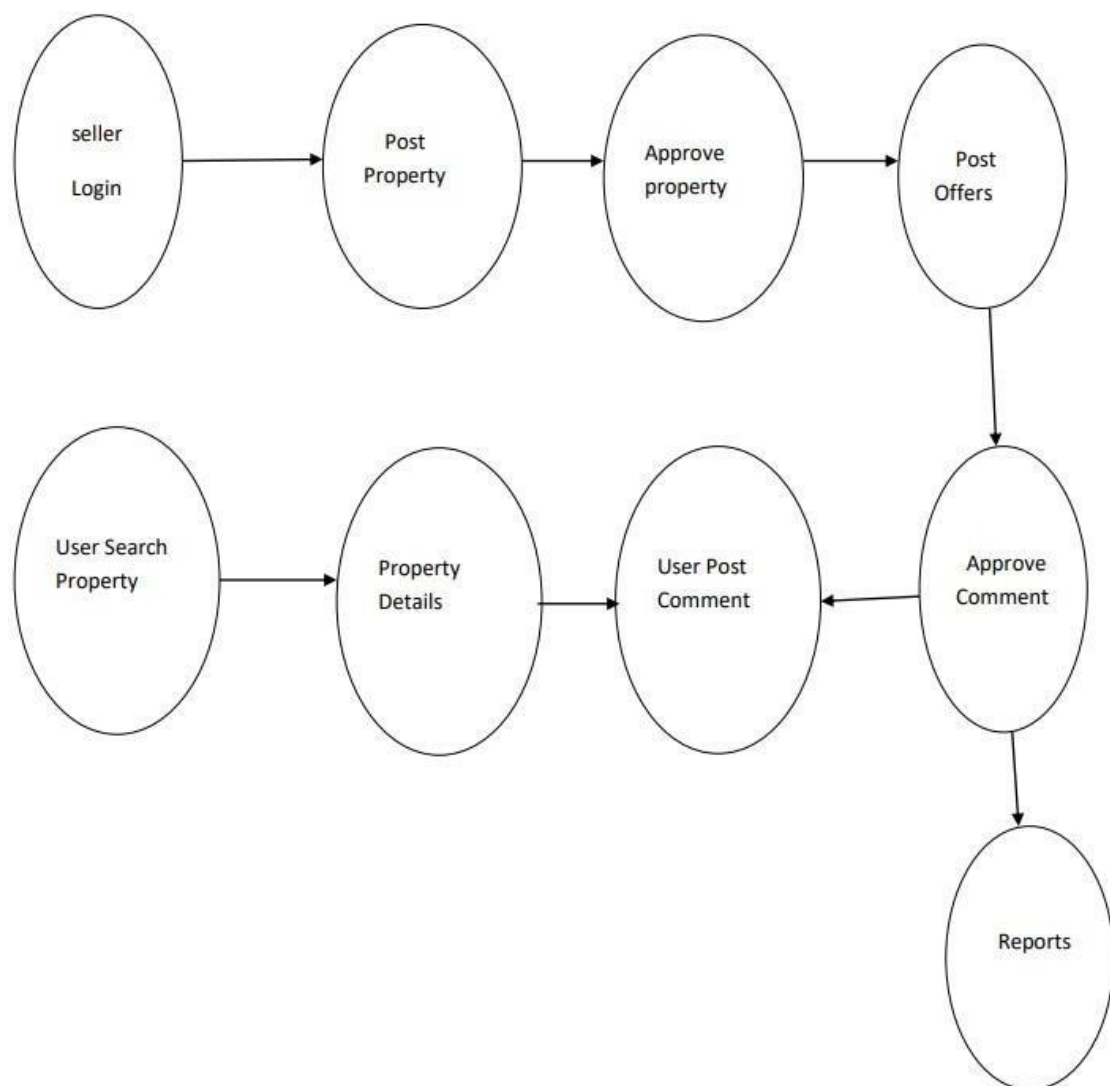 seller
Login
Post
Property
Approve
property
Post
Offers
User Search
Property
Property
Details
User Post
Comment
Approve
Comment
Reports